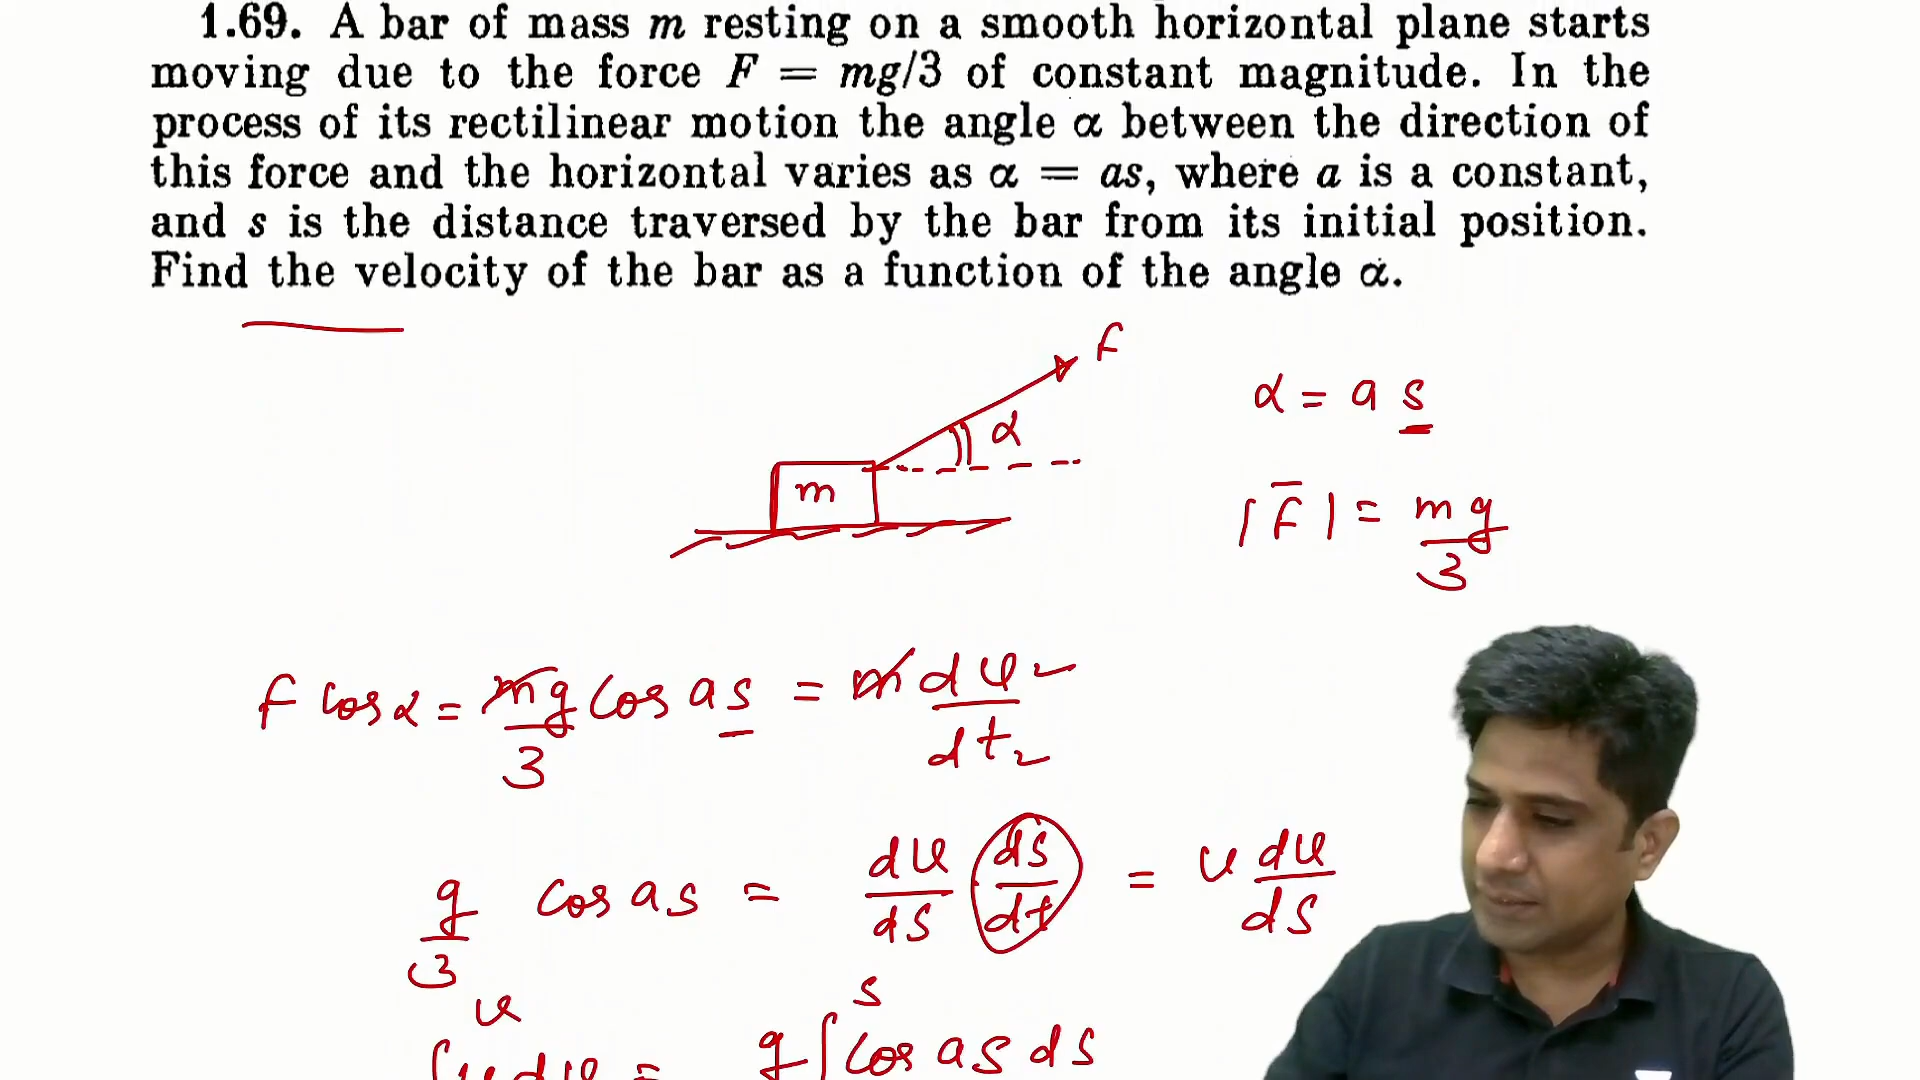 1.69. A bar of mass m resting on a smooth horizontal plane starts
moving due to the force F = mg/3 of constant magnitude. In the
process of its rectilinear motion the angle α between the direction of
this force and the horizontal varies as α = as, where a is a constant,
and s is the distance traversed by the bar from its initial position.
Find the velocity of the bar as a function of the angle α.
F
α
m
α = a s
|F̅| = mg/3
F cos α = mg/3 cos as = m dv/dt
g/3 cos as = dv/ds · ds/dt = v dv/ds
∫^v v dv = g ∫^s cos as ds